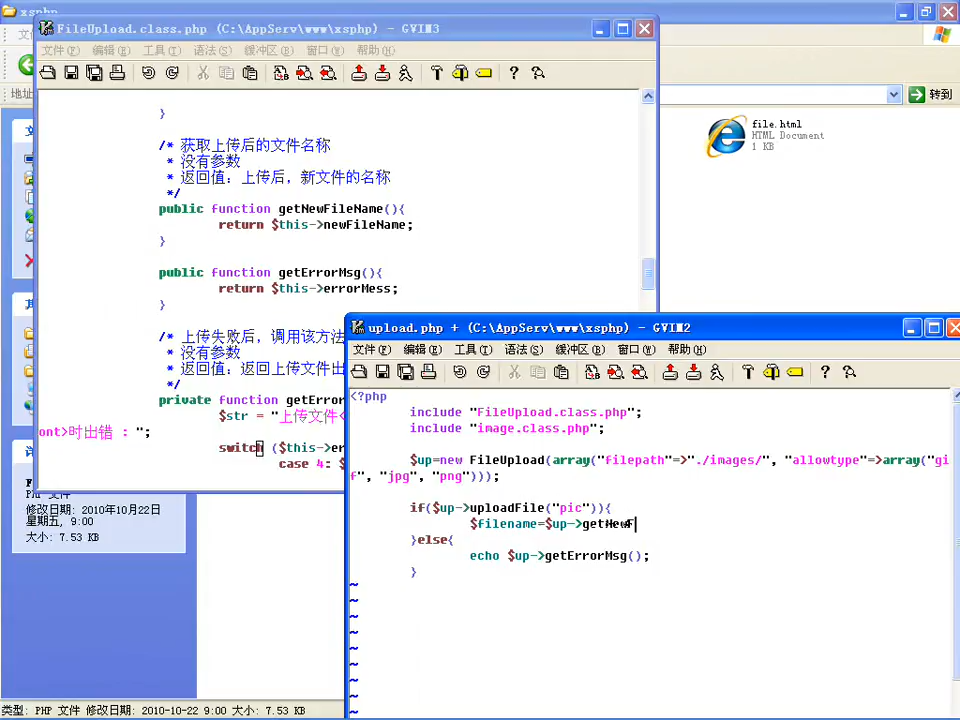 xsphp
FileUpload.class.php (C:\AppServ\www\xsphp) - GVIM3
文件(F) 编辑(E) 工具(T) 语法(S) 缓冲区(B) 窗口(W) 帮助(H)
转到
file.html
HTML Document
1 KB
}
/* 获取上传后的文件名称
* 没有参数
* 返回值: 上传后, 新文件的名称
*/
public function getNewFileName(){
return $this->newFileName;
}
public function getErrorMsg(){
return $this->errorMess;
}
/* 上传失败后, 调用该方法
* 没有参数
* 返回值: 返回上传文件出
*/
private function getError
$str = "上传文件<
ont>时出错 : ";
switch ($this->er
case 4: $
upload.php + (C:\AppServ\www\xsphp) - GVIM2
文件(F) 编辑(E) 工具(T) 语法(S) 缓冲区(B) 窗口(W) 帮助(H)
<?php
include "FileUpload.class.php";
include "image.class.php";
$up=new FileUpload(array("filepath"=>"./images/", "allowtype"=>array("gi
f", "jpg", "png")));
if($up->uploadFile("pic")){
$filename=$up->getNewF
}else{
echo $up->getErrorMsg();
}
~
~
~
~
~
~
~
~
~
PHP 文件
修改日期: 2010年10月22日
星期五, 9:00
大小: 7.53 KB
类型: PHP 文件 修改日期: 2010-10-22 9:00 大小: 7.53 KB
7.53 KB